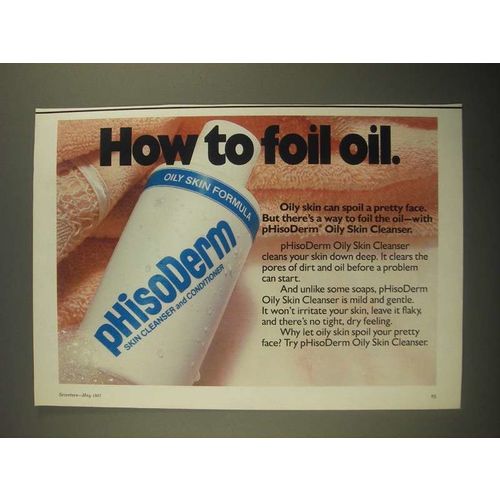 How to foil oil.
OILY SKIN FORMULA
pHisoDerm
SKIN CLEANSER and CONDITIONER
Oily skin can spoil a pretty face.
But there's a way to foil the oil—with
pHisoDerm® Oily Skin Cleanser.
pHisoDerm Oily Skin Cleanser
cleans your skin down deep. It clears the
pores of dirt and oil before a problem
can start.
And unlike some soaps, pHisoDerm
Oily Skin Cleanser is mild and gentle.
It won't irritate your skin, leave it flaky,
and there's no tight, dry feeling.
Why let oily skin spoil your pretty
face? Try pHisoDerm Oily Skin Cleanser.
Seventeen—May 1987